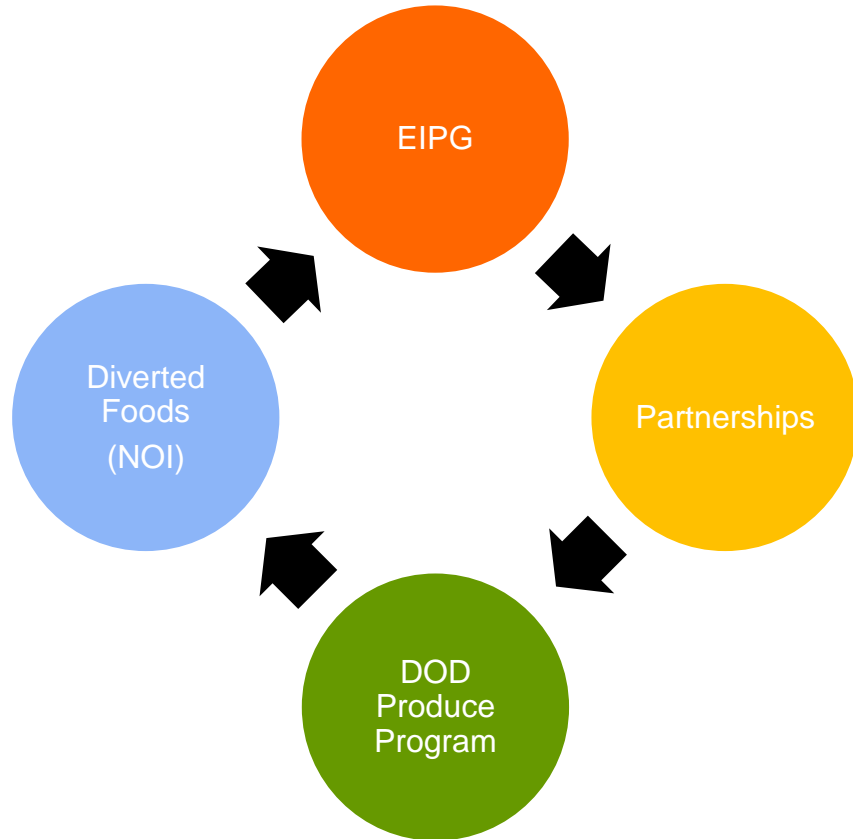 EIPG
Partnerships
DOD
Produce
Program
Diverted
Foods
(NOI)